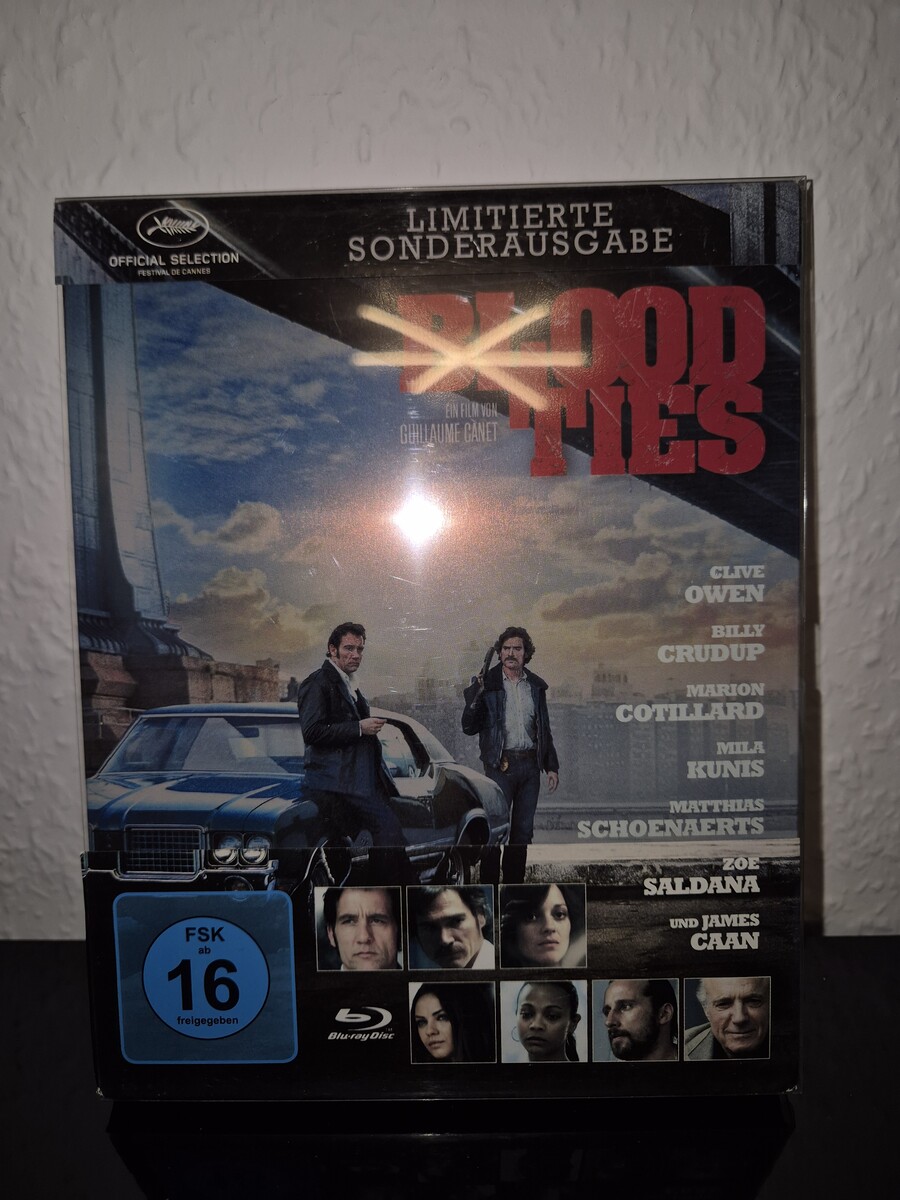 LIMITIERTE
SONDERAUSGABE
OFFICIAL SELECTION
FESTIVAL DE CANNES
BLOOD
TIES
EIN FILM VON
GUILLAUME CANET
CLIVE
OWEN
BILLY
CRUDUP
MARION
COTILLARD
MILA
KUNIS
MATTHIAS
SCHOENAERTS
ZOE
SALDANA
UND JAMES
CAAN
FSK
ab
16
freigegeben
Blu-ray Disc